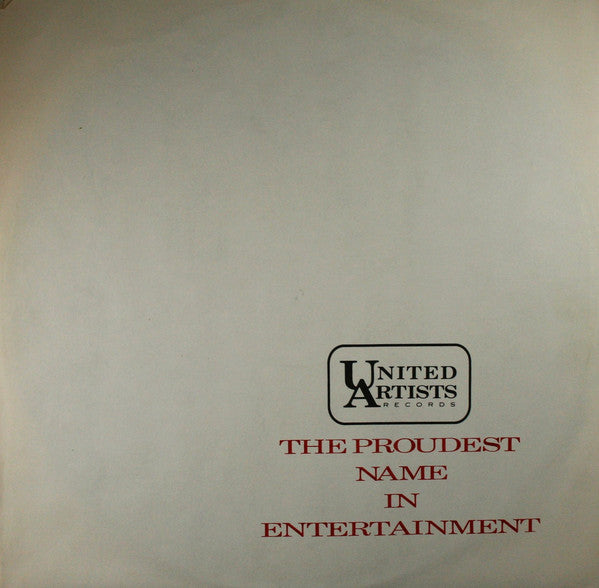 UNITED
ARTISTS
RECORDS
THE PROUDEST
NAME
IN
ENTERTAINMENT